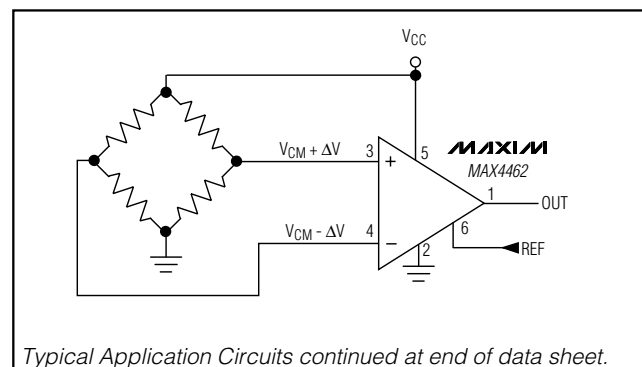 VCC
VCM + ΔV
3
+
5
MAXIM
MAX4462
1
OUT
VCM - ΔV
4
−
2
6
REF
Typical Application Circuits continued at end of data sheet.